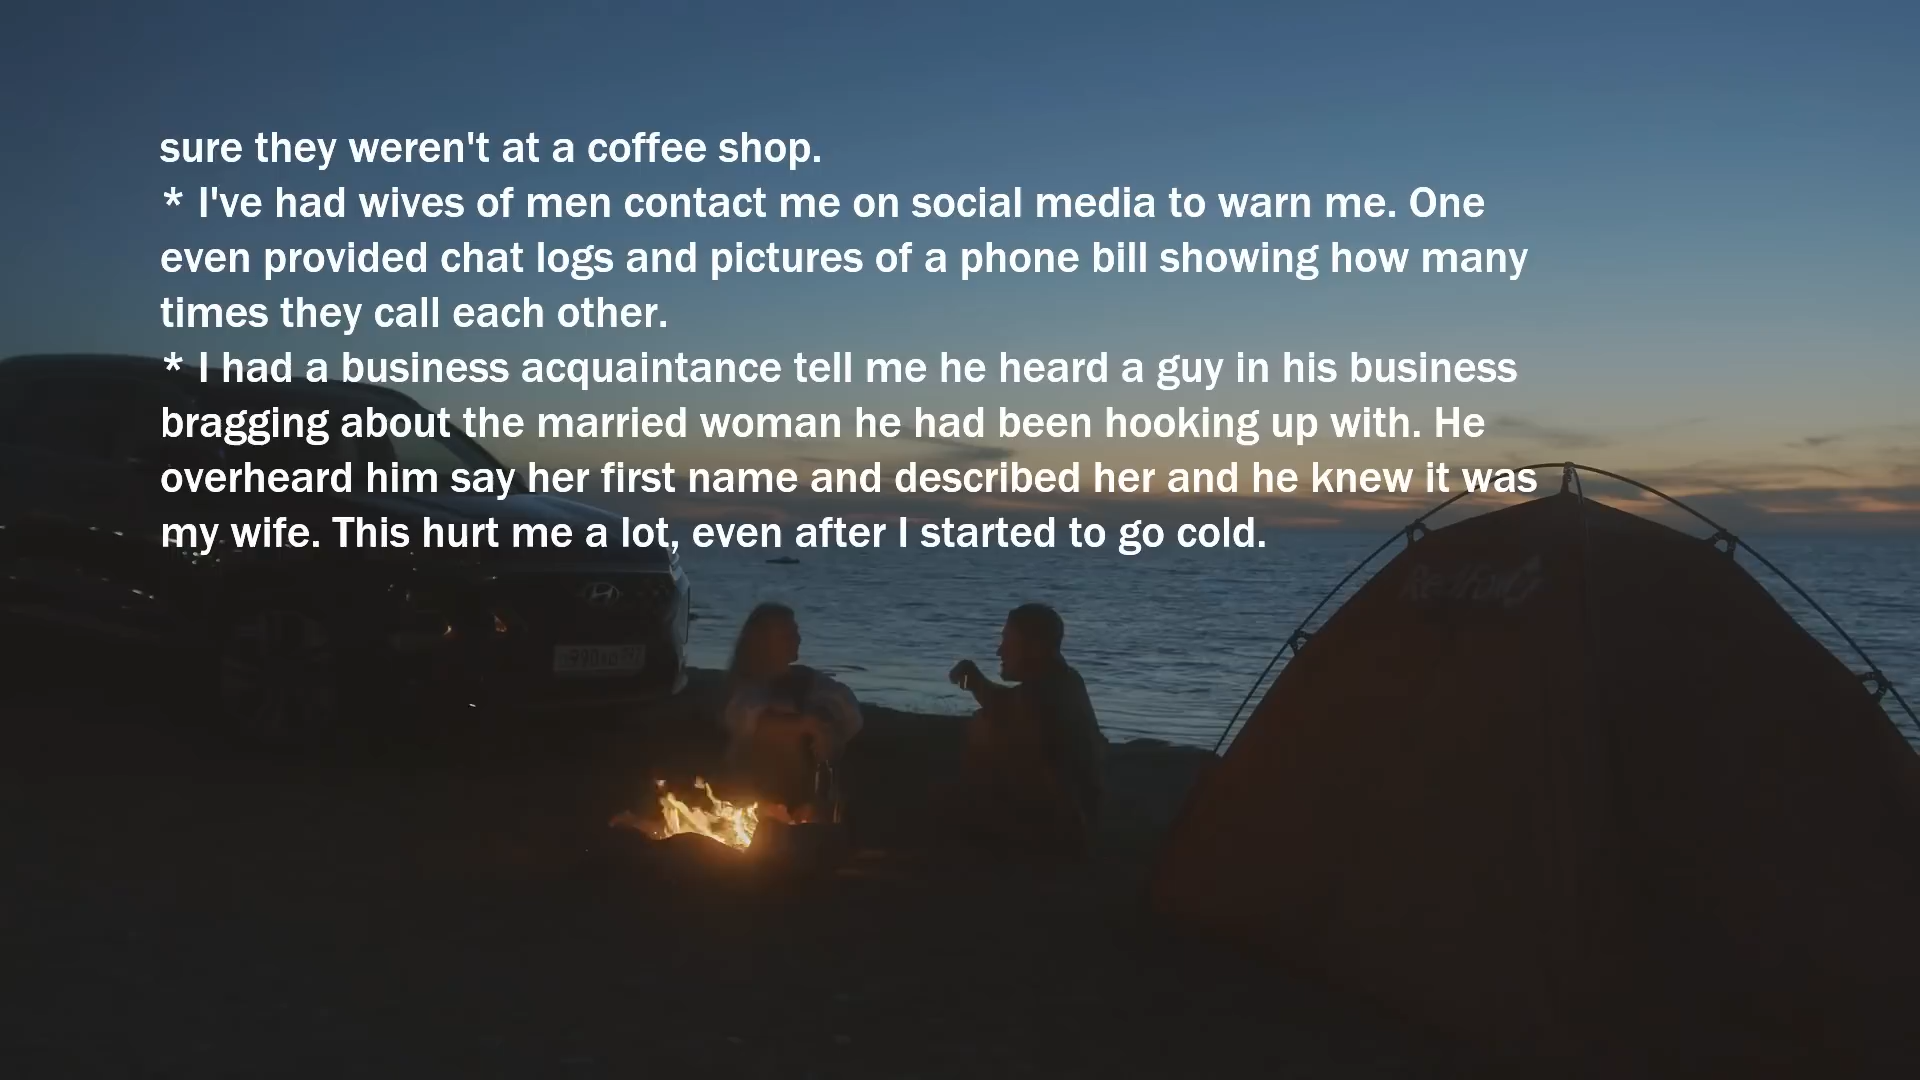 sure they weren't at a coffee shop.
* I've had wives of men contact me on social media to warn me. One
even provided chat logs and pictures of a phone bill showing how many
times they call each other.
* I had a business acquaintance tell me he heard a guy in his business
bragging about the married woman he had been hooking up with. He
overheard him say her first name and described her and he knew it was
my wife. This hurt me a lot, even after I started to go cold.